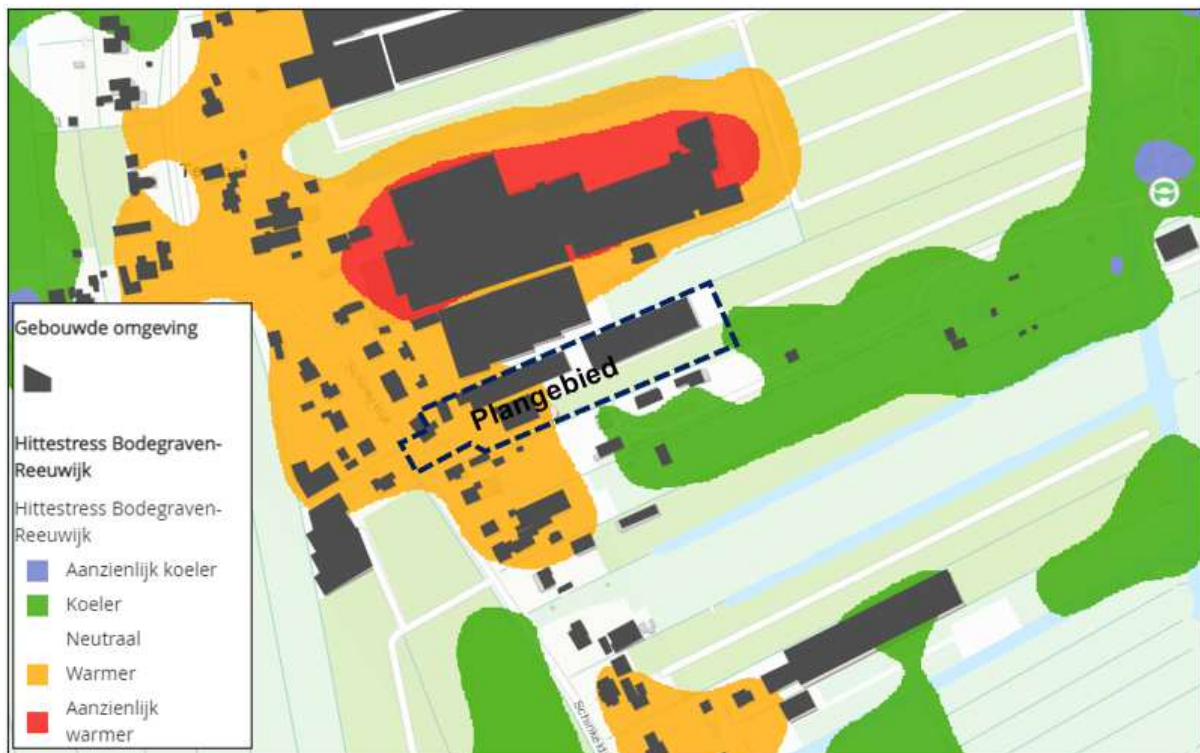 Plangebied
Gebouwde omgeving
Hittestress Bodegraven-
Reeuwijk
Hittestress Bodegraven-
Reeuwijk
Aanzienlijk koeler
Koeler
Neutraal
Warmer
Aanzienlijk
warmer